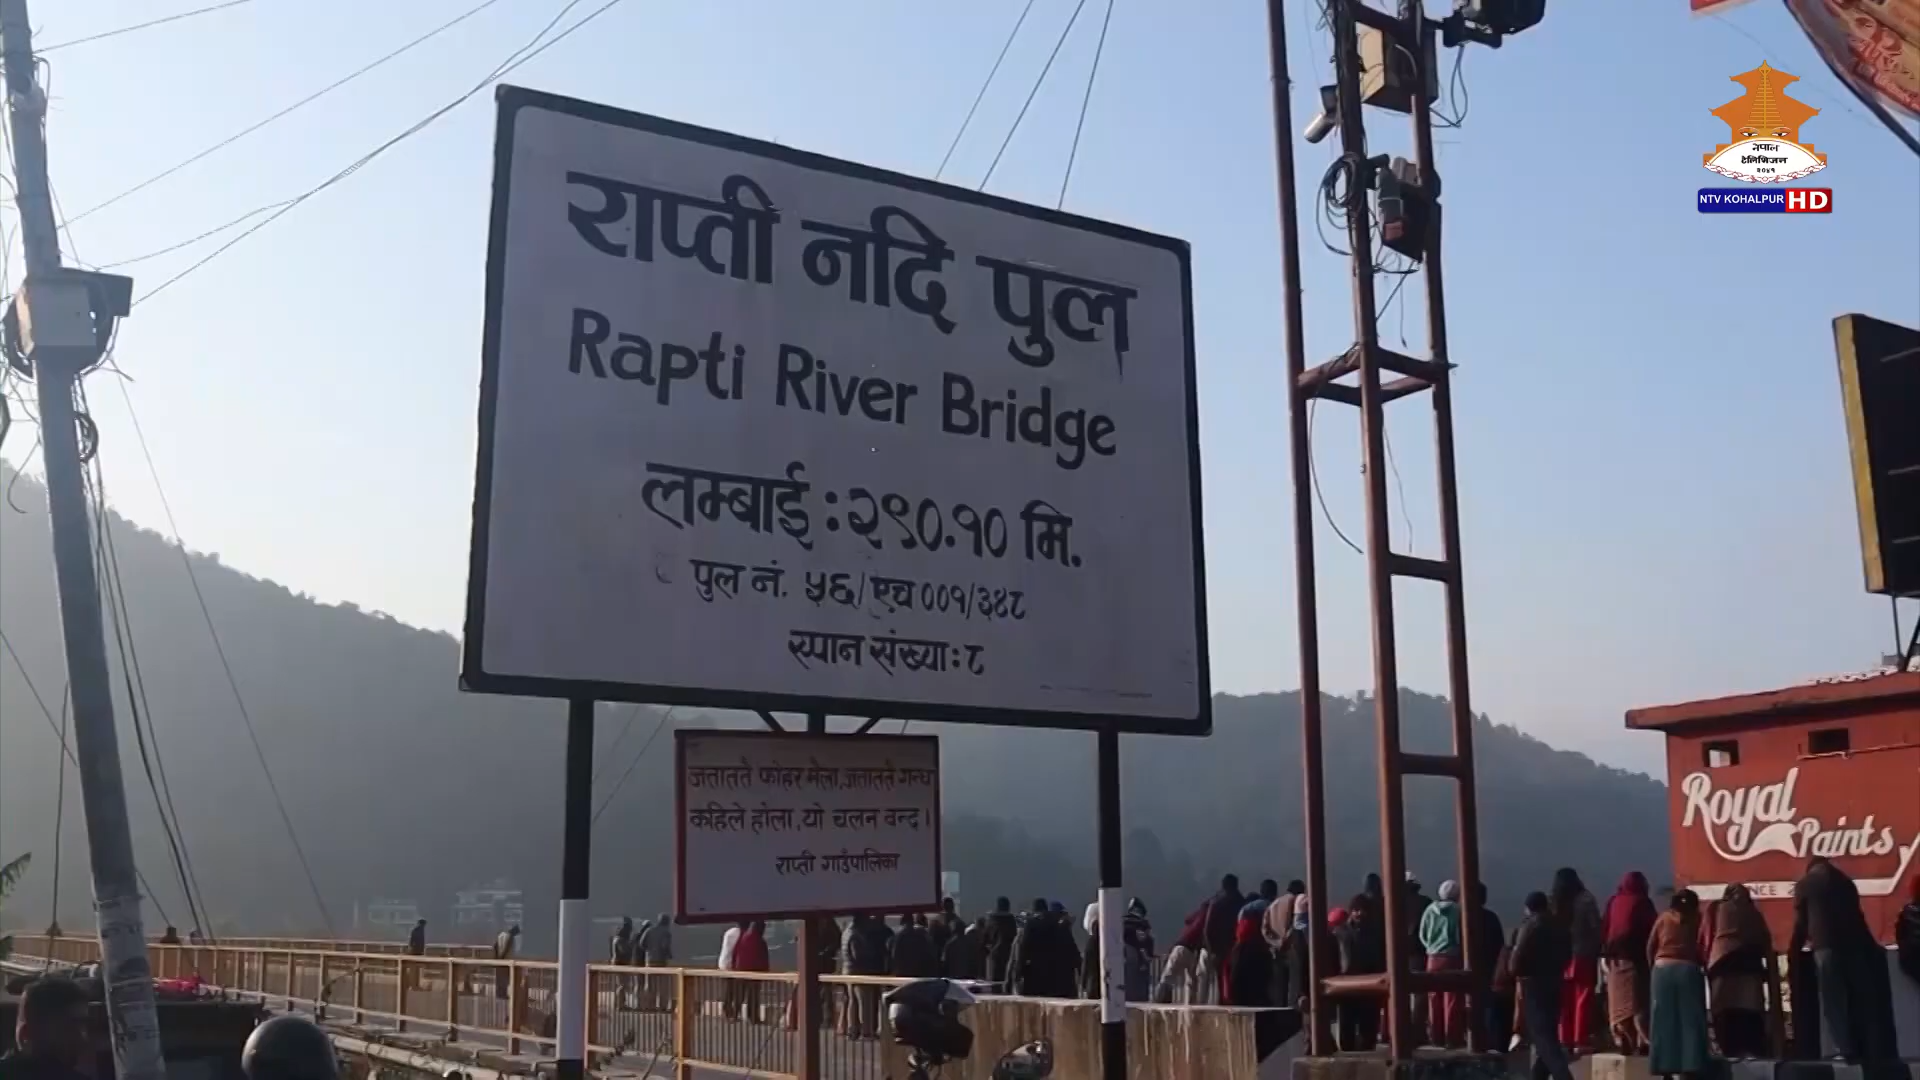 राप्ती नदि पुल
Rapti River Bridge
लम्बाई : २९०.१० मि.
पुल नं. ५६/एच ००१/३४८
स्पान संख्या: ८
जताततै फोहर मैला, जताततै गन्ध
कहिले होला, यो चलन बन्द।
राप्ती गाउँपालिका
नेपाल
टेलिभिजन
२०४१
NTV KOHALPUR HD
Royal
Paints